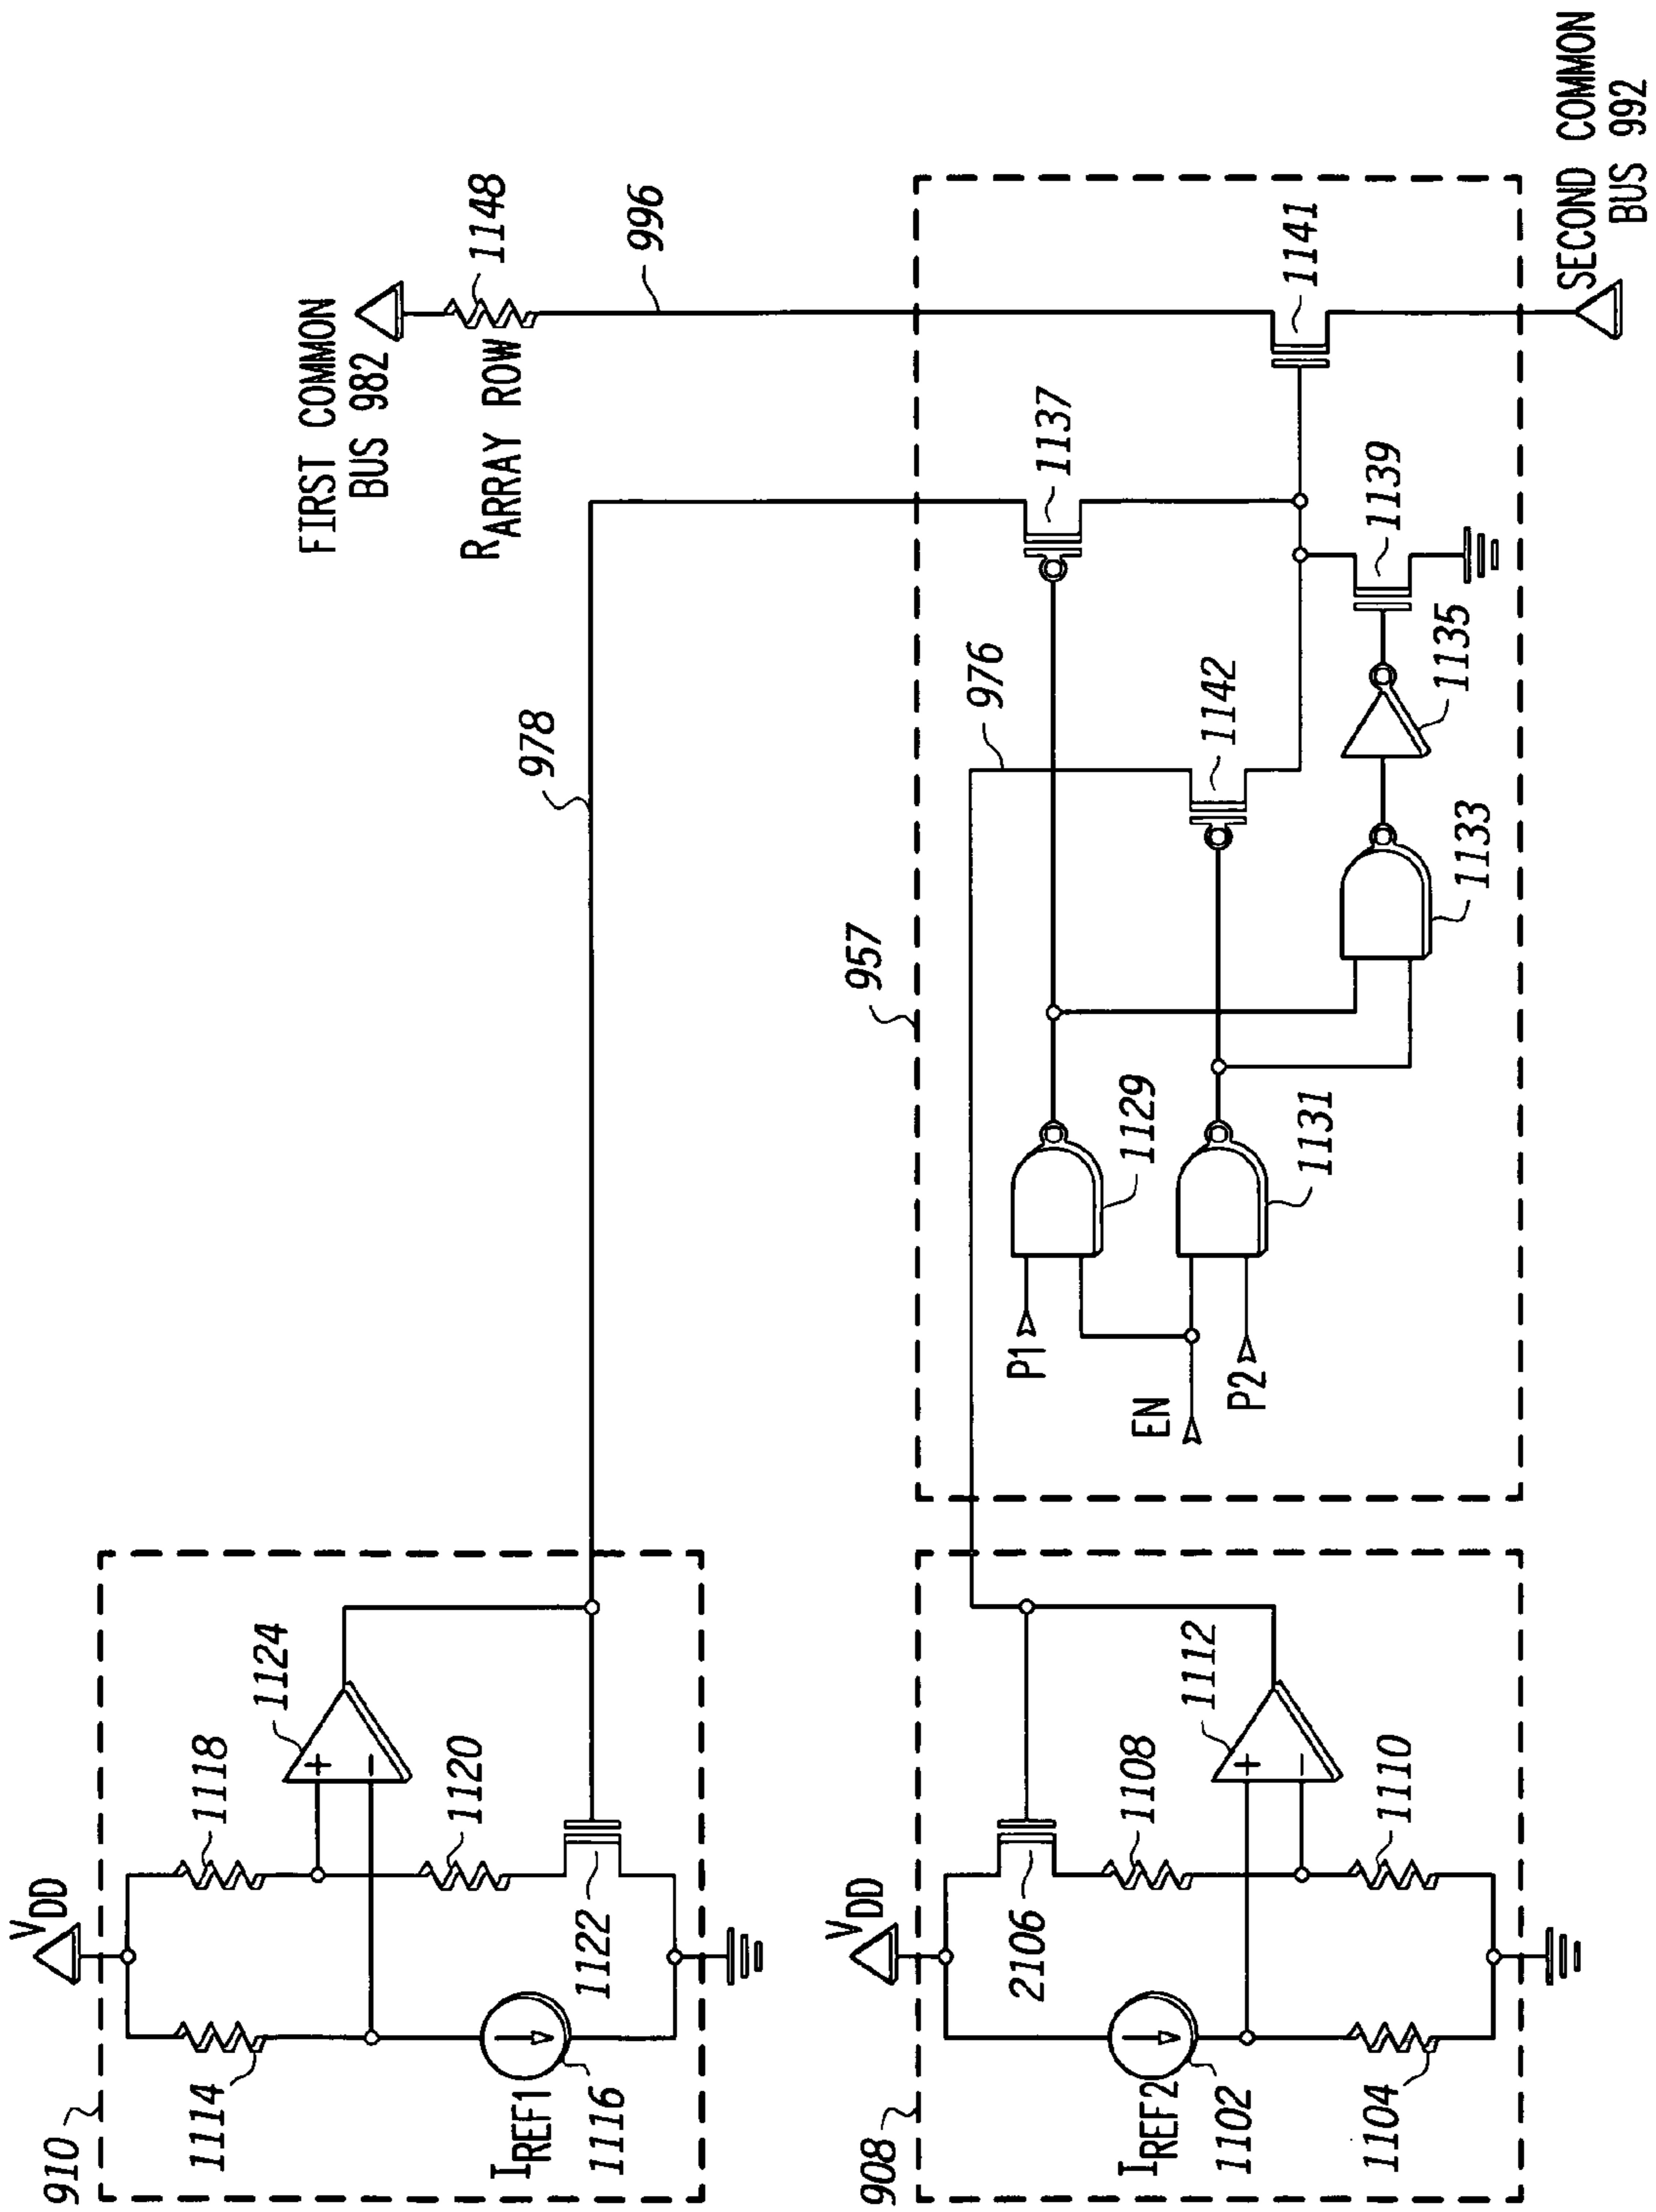 FIRST COMMON
BUS 982
1148
R ARRAY ROW
996
978
910
VDD
1118
1124
1114
1120
IREF1
1116
1122
957
976
1137
1142
1141
1139
1135
1133
1129
1131
P1
EN
P2
SECOND COMMON
BUS 992
908
VDD
2106
1108
1112
IREF2
1102
1104
1110
+
−
+
−